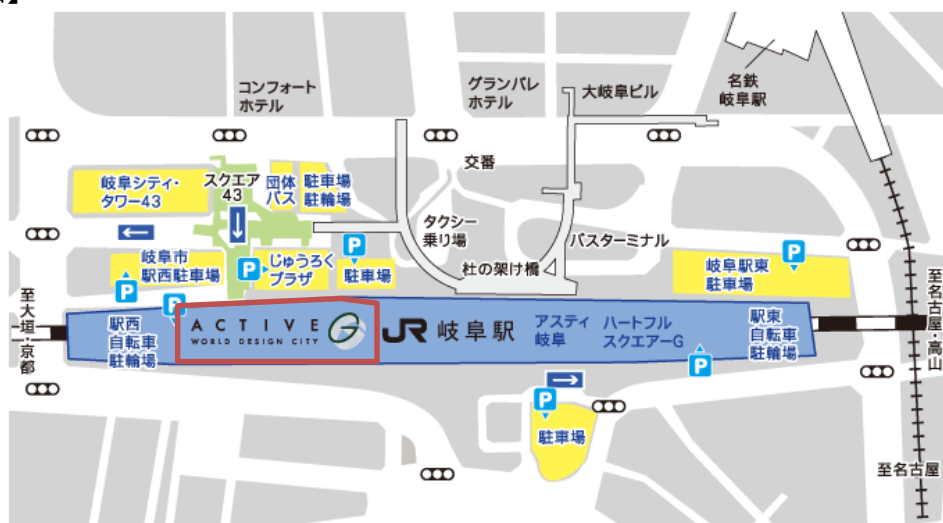 コンフォート
ホテル
グランパレ
ホテル
大岐阜ビル
名鉄
岐阜駅
交番
岐阜シティ・
タワー43
スクエア
43
団体
バス
駐車場
駐輪場
タクシー
乗り場
バスターミナル
杜の架け橋
岐阜市
駅西駐車場
P
P
じゅうろく
プラザ
P
駐車場
岐阜駅東
駐車場
P
至大垣・京都
P
駅西
自転車
駐輪場
ACTIVE G
WORLD DESIGN CITY
JR 岐阜駅
アスティ
岐阜
ハートフル
スクエアーG
駅東
自転車
駐輪場
至名古屋・高山
P
P
駐車場
至名古屋